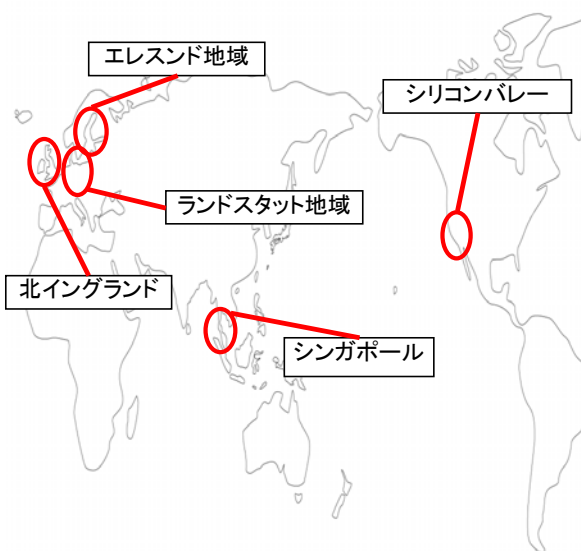 エレスンド地域
シリコンバレー
ランドスタット地域
北イングランド
シンガポール